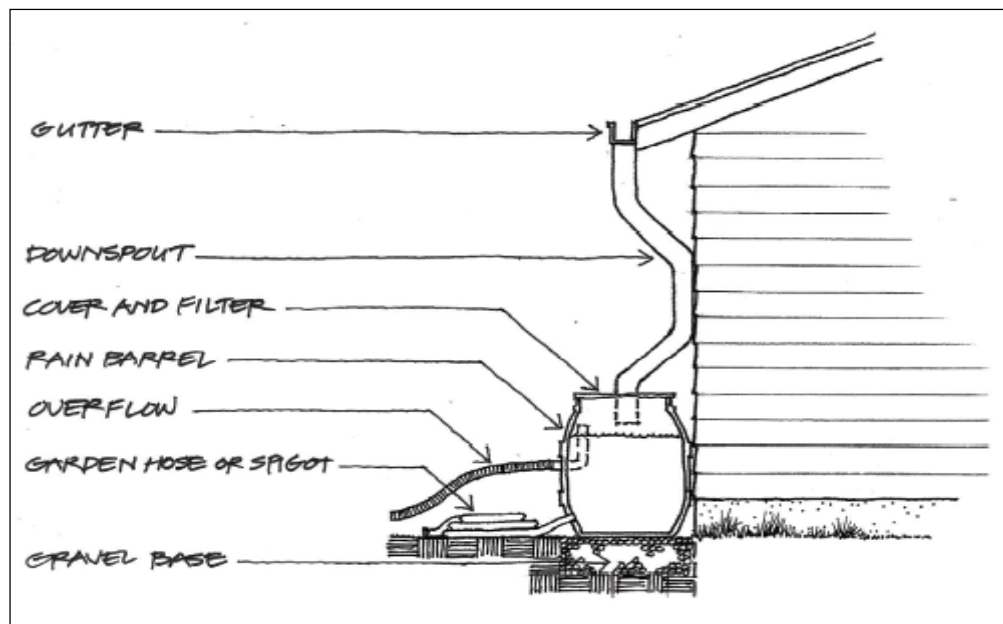 GUTTER
DOWNSPOUT
COVER AND FILTER
RAIN BARREL
OVERFLOW
GARDEN HOSE OR SPIGOT
GRAVEL BASE